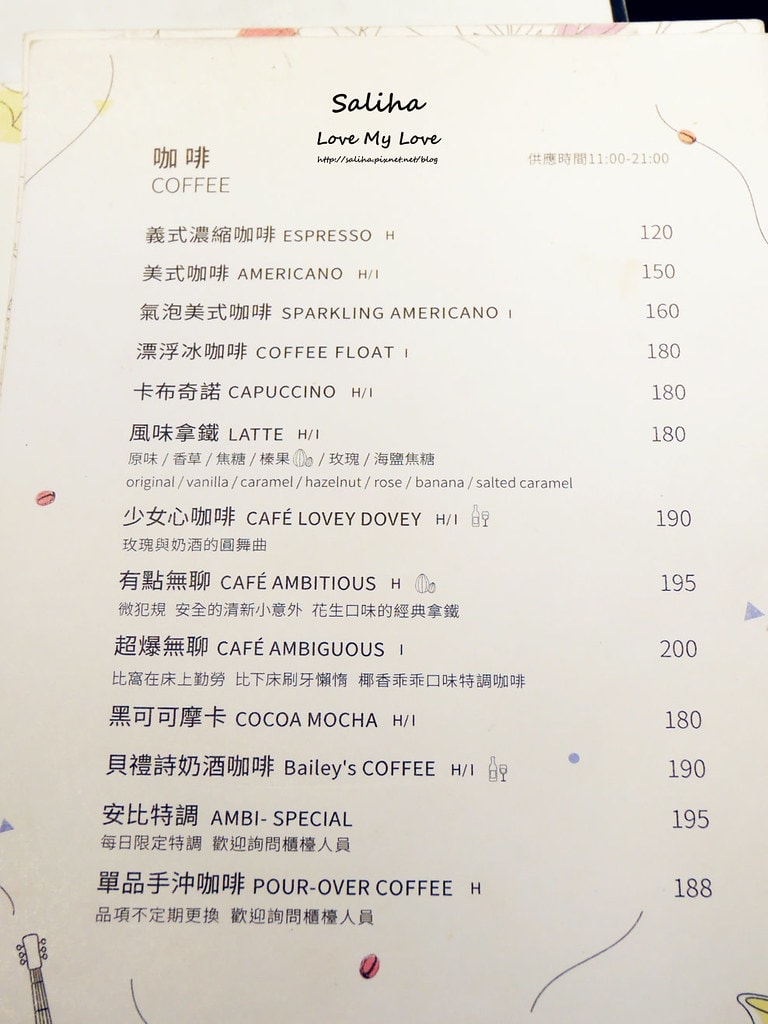 Saliha
Love My Love
http://saliha.pixnet.net/blog
咖啡
COFFEE
供應時間11:00-21:00
義式濃縮咖啡 ESPRESSO H 120
美式咖啡 AMERICANO H/I 150
氣泡美式咖啡 SPARKLING AMERICANO I 160
漂浮冰咖啡 COFFEE FLOAT I 180
卡布奇諾 CAPUCCINO H/I 180
風味拿鐵 LATTE H/I 180
原味 / 香草 / 焦糖 / 榛果 / 玫瑰 / 海鹽焦糖
original / vanilla / caramel / hazelnut / rose / banana / salted caramel
少女心咖啡 CAFÉ LOVEY DOVEY H/I 190
玫瑰與奶酒的圓舞曲
有點無聊 CAFÉ AMBITIOUS H 195
微犯規 安全的清新小意外 花生口味的經典拿鐵
超爆無聊 CAFÉ AMBIGUOUS I 200
比窩在床上勤勞 比下床刷牙懶惰 椰香乖乖口味特調咖啡
黑可可摩卡 COCOA MOCHA H/I 180
貝禮詩奶酒咖啡 Bailey's COFFEE H/I 190
安比特調 AMBI- SPECIAL 195
每日限定特調 歡迎詢問櫃檯人員
單品手沖咖啡 POUR-OVER COFFEE H 188
品項不定期更換 歡迎詢問櫃檯人員